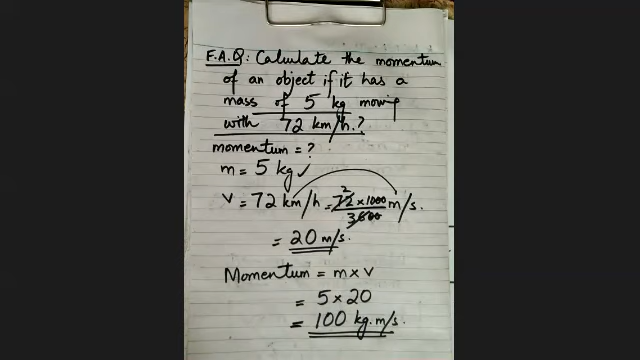 F.A.Q: Calculate the momentum
of an object if it has a
mass of 5 kg moving
with 72 km/h.?
momentum = ?
m = 5 kg ✓
v = 72 km/h = 72 x 1000 / 3600 m/s.
2
= 20 m/s.
Momentum = m x v
= 5 x 20
= 100 kg.m/s.